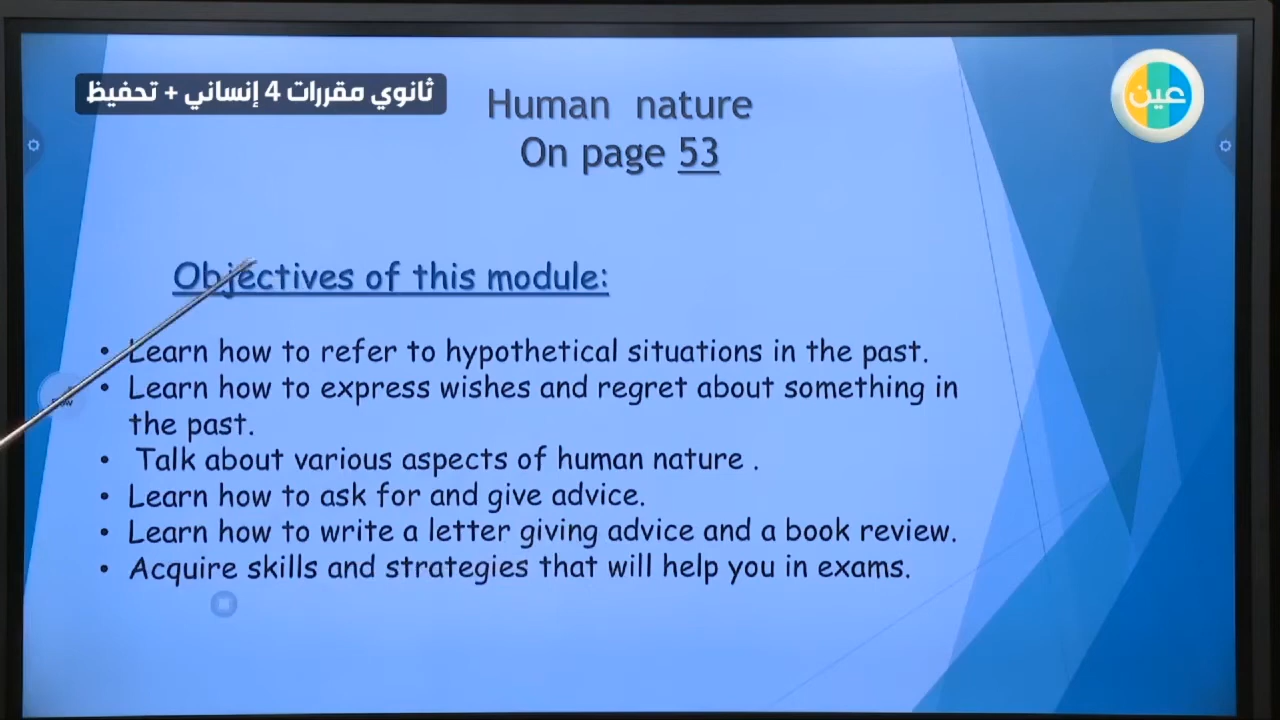 ثانوي مقررات 4 إنساني + تحفيظ
عين
Human nature
On page 53
Objectives of this module:
• Learn how to refer to hypothetical situations in the past.
• Learn how to express wishes and regret about something in
the past.
• Talk about various aspects of human nature .
• Learn how to ask for and give advice.
• Learn how to write a letter giving advice and a book review.
• Acquire skills and strategies that will help you in exams.